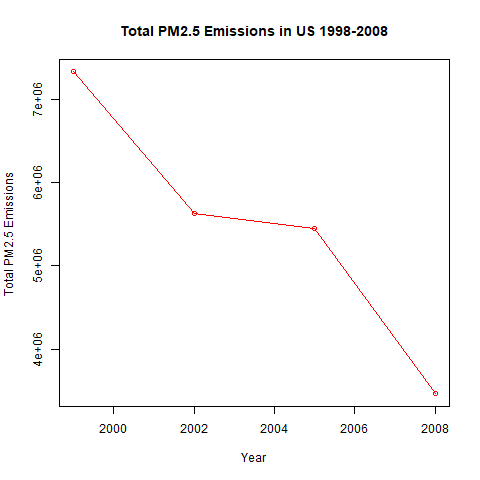 Total PM2.5 Emissions in US 1998-2008
Total PM2.5 Emissions
7e+06
6e+06
5e+06
4e+06
2000 2002 2004 2006 2008
Year